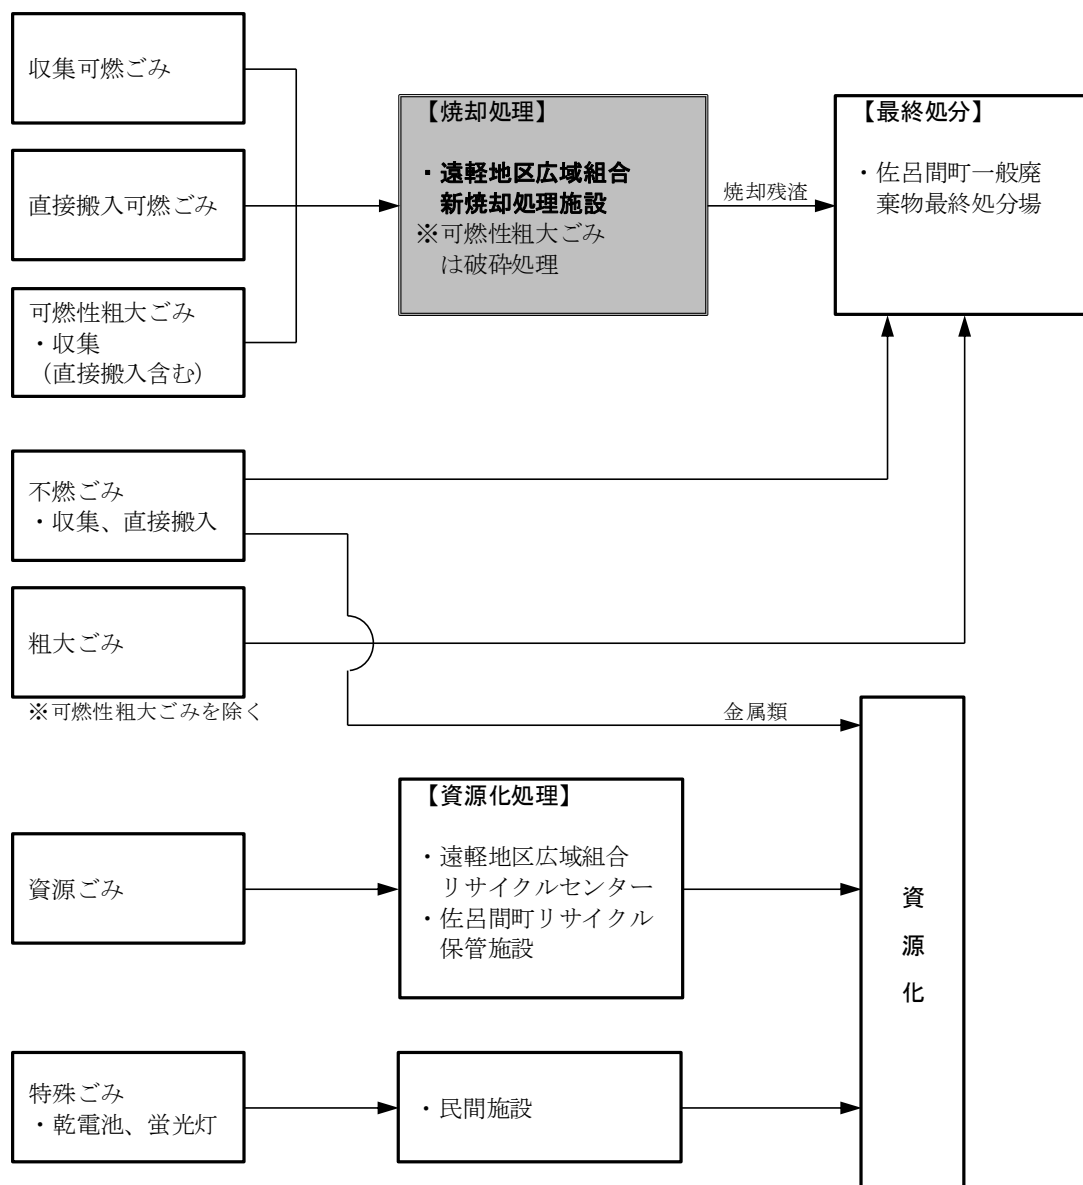 収集可燃ごみ
直接搬入可燃ごみ
可燃性粗大ごみ
・収集
（直接搬入含む）
【焼却処理】
・遠軽地区広域組合
新焼却処理施設
※可燃性粗大ごみ
は破砕処理
焼却残渣
【最終処分】
・佐呂間町一般廃
棄物最終処分場
不燃ごみ
・収集、直接搬入
粗大ごみ
※可燃性粗大ごみを除く
金属類
資源ごみ
【資源化処理】
・遠軽地区広域組合
リサイクルセンター
・佐呂間町リサイクル
保管施設
特殊ごみ
・乾電池、蛍光灯
・民間施設
資
源
化